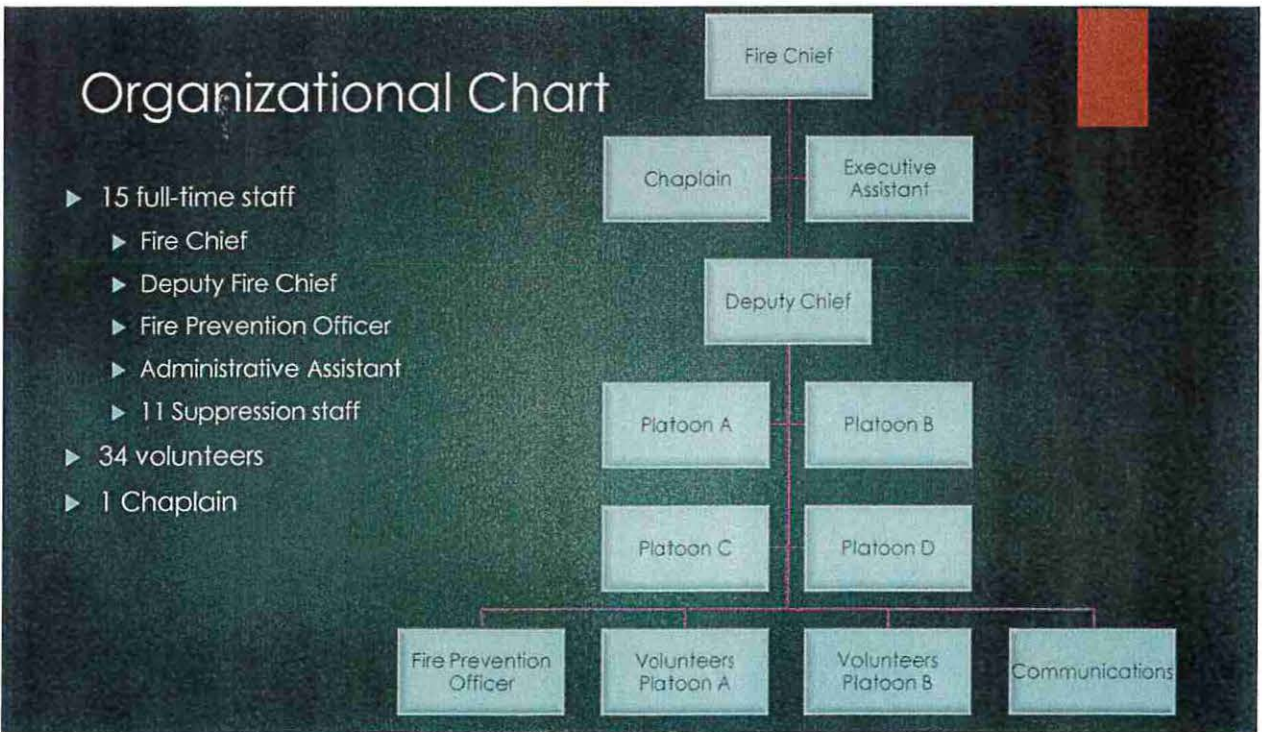 Organizational Chart
15 full-time staff
Fire Chief
Deputy Fire Chief
Fire Prevention Officer
Administrative Assistant
11 Suppression staff
34 volunteers
1 Chaplain
Fire Chief
Chaplain
Executive
Assistant
Deputy Chief
Platoon A
Platoon B
Platoon C
Platoon D
Fire Prevention
Officer
Volunteers
Platoon A
Volunteers
Platoon B
Communications